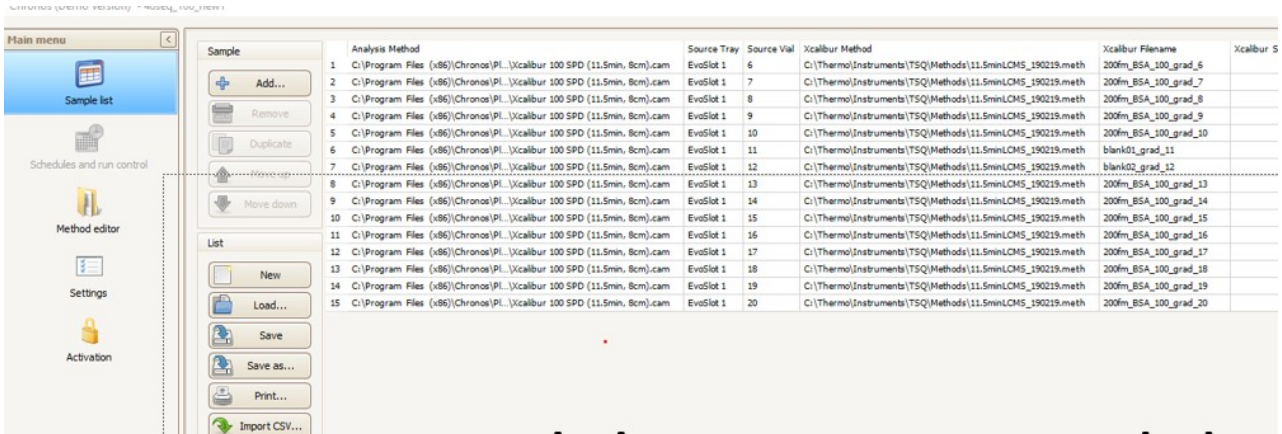 Chronos (Demo version) - 4dseq_100_new1
Main menu
Sample list
Schedules and run control
Method editor
Settings
Activation
Sample
Add...
Remove
Duplicate
Move up
Move down
List
New
Load...
Save
Save as...
Print...
Import CSV...
Analysis Method Source Tray Source Vial Xcalibur Method Xcalibur Filename Xcalibur S
1 C:\Program Files (x86)\Chronos\Pl...\Xcalibur 100 SPD (11.5min, 8cm).cam EvoSlot 1 6 C:\Thermo\Instruments\TSQ\Methods\11.5minLCMS_190219.meth 200fm_BSA_100_grad_6
2 C:\Program Files (x86)\Chronos\Pl...\Xcalibur 100 SPD (11.5min, 8cm).cam EvoSlot 1 7 C:\Thermo\Instruments\TSQ\Methods\11.5minLCMS_190219.meth 200fm_BSA_100_grad_7
3 C:\Program Files (x86)\Chronos\Pl...\Xcalibur 100 SPD (11.5min, 8cm).cam EvoSlot 1 8 C:\Thermo\Instruments\TSQ\Methods\11.5minLCMS_190219.meth 200fm_BSA_100_grad_8
4 C:\Program Files (x86)\Chronos\Pl...\Xcalibur 100 SPD (11.5min, 8cm).cam EvoSlot 1 9 C:\Thermo\Instruments\TSQ\Methods\11.5minLCMS_190219.meth 200fm_BSA_100_grad_9
5 C:\Program Files (x86)\Chronos\Pl...\Xcalibur 100 SPD (11.5min, 8cm).cam EvoSlot 1 10 C:\Thermo\Instruments\TSQ\Methods\11.5minLCMS_190219.meth 200fm_BSA_100_grad_10
6 C:\Program Files (x86)\Chronos\Pl...\Xcalibur 100 SPD (11.5min, 8cm).cam EvoSlot 1 11 C:\Thermo\Instruments\TSQ\Methods\11.5minLCMS_190219.meth blank01_grad_11
7 C:\Program Files (x86)\Chronos\Pl...\Xcalibur 100 SPD (11.5min, 8cm).cam EvoSlot 1 12 C:\Thermo\Instruments\TSQ\Methods\11.5minLCMS_190219.meth blank02_grad_12
8 C:\Program Files (x86)\Chronos\Pl...\Xcalibur 100 SPD (11.5min, 8cm).cam EvoSlot 1 13 C:\Thermo\Instruments\TSQ\Methods\11.5minLCMS_190219.meth 200fm_BSA_100_grad_13
9 C:\Program Files (x86)\Chronos\Pl...\Xcalibur 100 SPD (11.5min, 8cm).cam EvoSlot 1 14 C:\Thermo\Instruments\TSQ\Methods\11.5minLCMS_190219.meth 200fm_BSA_100_grad_14
10 C:\Program Files (x86)\Chronos\Pl...\Xcalibur 100 SPD (11.5min, 8cm).cam EvoSlot 1 15 C:\Thermo\Instruments\TSQ\Methods\11.5minLCMS_190219.meth 200fm_BSA_100_grad_15
11 C:\Program Files (x86)\Chronos\Pl...\Xcalibur 100 SPD (11.5min, 8cm).cam EvoSlot 1 16 C:\Thermo\Instruments\TSQ\Methods\11.5minLCMS_190219.meth 200fm_BSA_100_grad_16
12 C:\Program Files (x86)\Chronos\Pl...\Xcalibur 100 SPD (11.5min, 8cm).cam EvoSlot 1 17 C:\Thermo\Instruments\TSQ\Methods\11.5minLCMS_190219.meth 200fm_BSA_100_grad_17
13 C:\Program Files (x86)\Chronos\Pl...\Xcalibur 100 SPD (11.5min, 8cm).cam EvoSlot 1 18 C:\Thermo\Instruments\TSQ\Methods\11.5minLCMS_190219.meth 200fm_BSA_100_grad_18
14 C:\Program Files (x86)\Chronos\Pl...\Xcalibur 100 SPD (11.5min, 8cm).cam EvoSlot 1 19 C:\Thermo\Instruments\TSQ\Methods\11.5minLCMS_190219.meth 200fm_BSA_100_grad_19
15 C:\Program Files (x86)\Chronos\Pl...\Xcalibur 100 SPD (11.5min, 8cm).cam EvoSlot 1 20 C:\Thermo\Instruments\TSQ\Methods\11.5minLCMS_190219.meth 200fm_BSA_100_grad_20